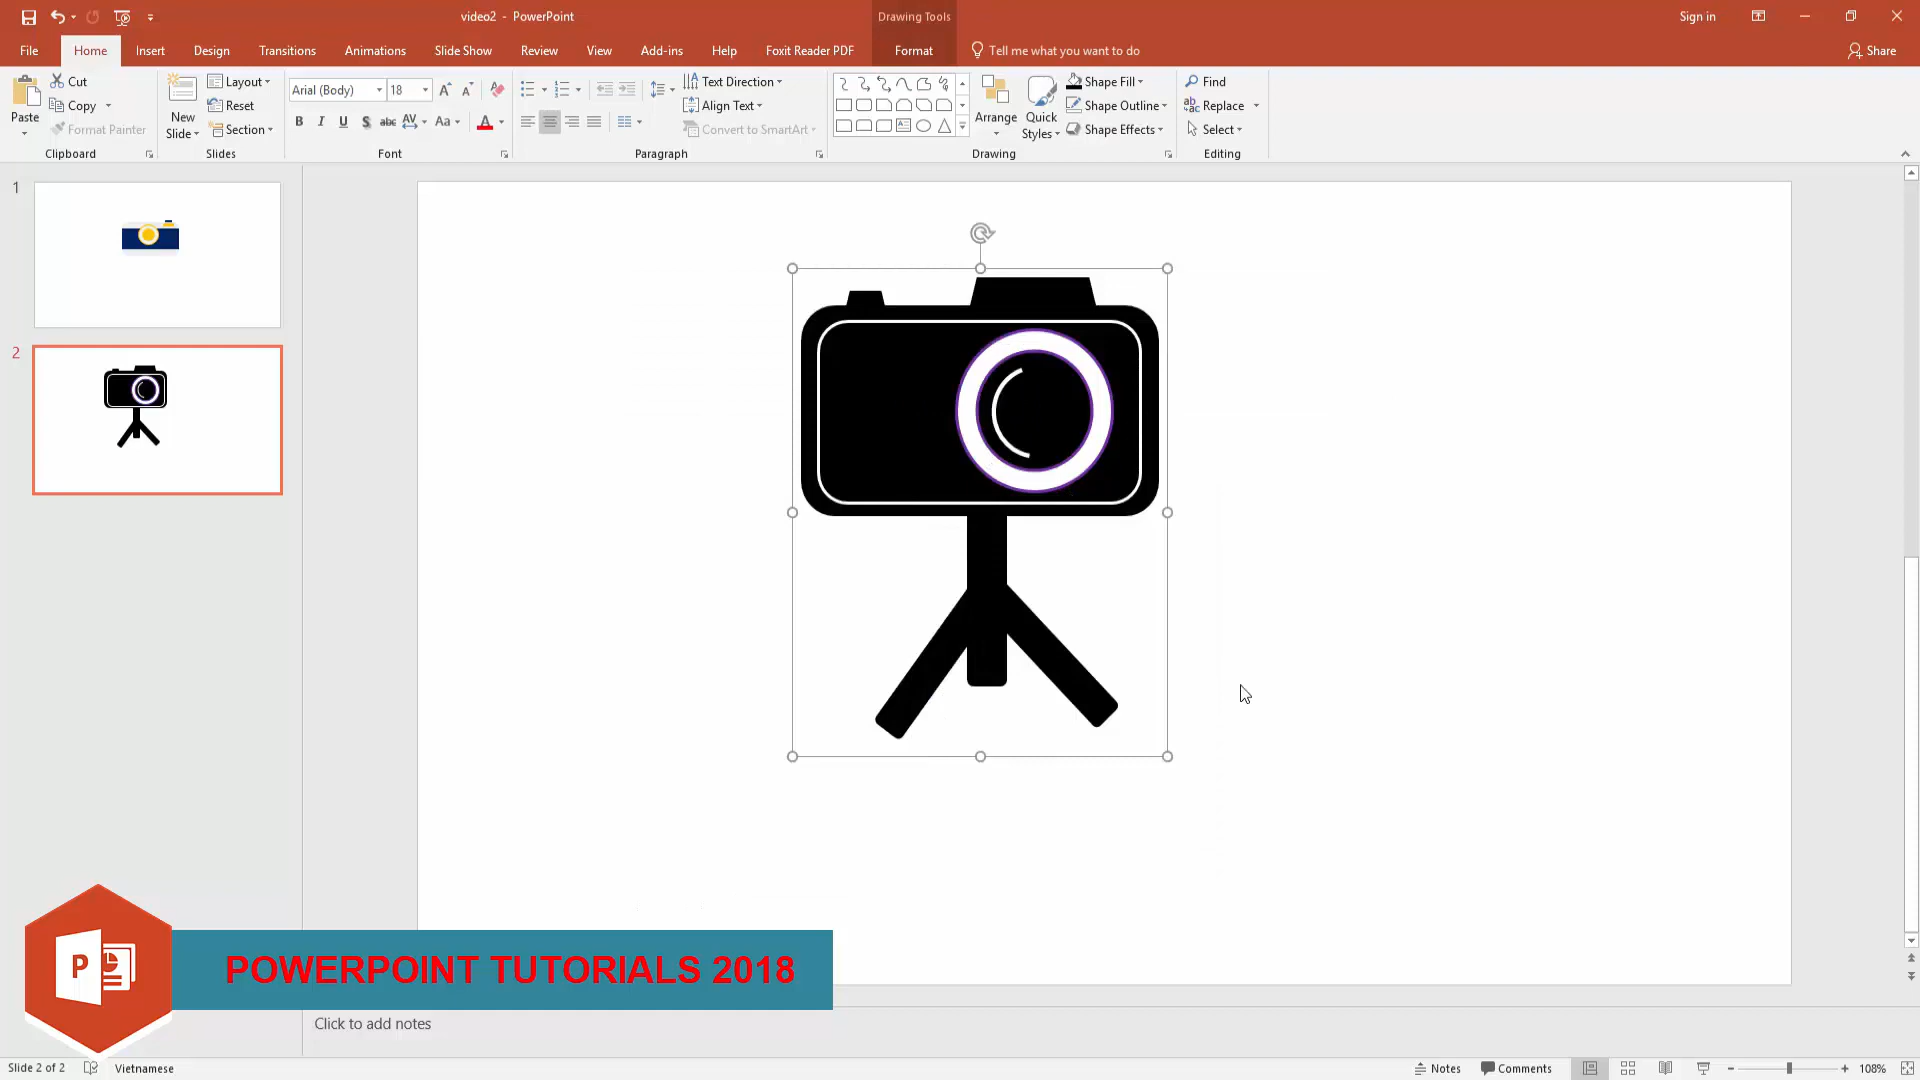 video2 - PowerPoint
Drawing Tools
Sign in
File Home Insert Design Transitions Animations Slide Show Review View Add-ins Help Foxit Reader PDF Format Tell me what you want to do Share
Paste
Cut
Copy
Format Painter
Clipboard
New Slide
Layout
Reset
Section
Slides
Arial (Body) 18
B I U S abc AV Aa A
Font
Text Direction
Align Text
Convert to SmartArt
Paragraph
Arrange
Quick Styles
Shape Fill
Shape Outline
Shape Effects
Drawing
Find
Replace
Select
Editing
1
2
P
POWERPOINT TUTORIALS 2018
Click to add notes
Slide 2 of 2 Vietnamese Notes Comments 108%